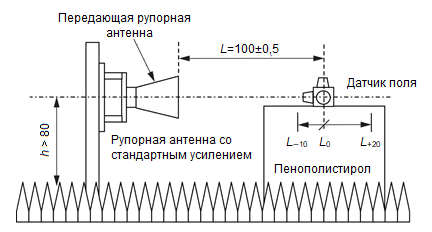 Передающая рупорная
антенна
L=100±0,5
Датчик поля
h > 80
Рупорная антенна со
стандартным усилением
L–10 L0 L+20
Пенополистирол